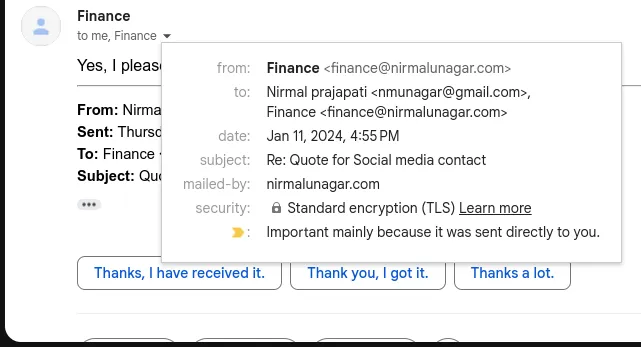 Finance
to me, Finance
Yes, I pleas
from: Finance <finance@nirmalunagar.com>
to: Nirmal prajapati <nmunagar@gmail.com>,
Finance <finance@nirmalunagar.com>
date: Jan 11, 2024, 4:55 PM
subject: Re: Quote for Social media contact
mailed-by: nirmalunagar.com
security: Standard encryption (TLS) Learn more
: Important mainly because it was sent directly to you.
From: Nirma
Sent: Thursd
To: Finance
Subject: Quo
Thanks, I have received it.
Thank you, I got it.
Thanks a lot.